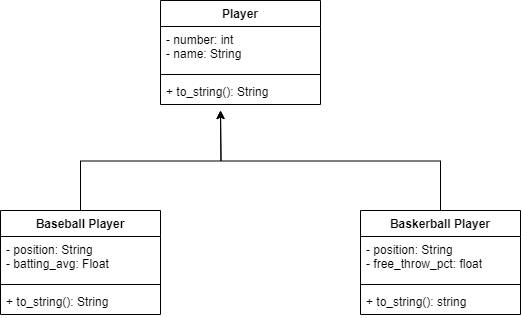 Player
- number: int
- name: String
+ to_string(): String
Baseball Player
- position: String
- batting_avg: Float
+ to_string(): String
Baskerball Player
- position: String
- free_throw_pct: float
+ to_string(): string